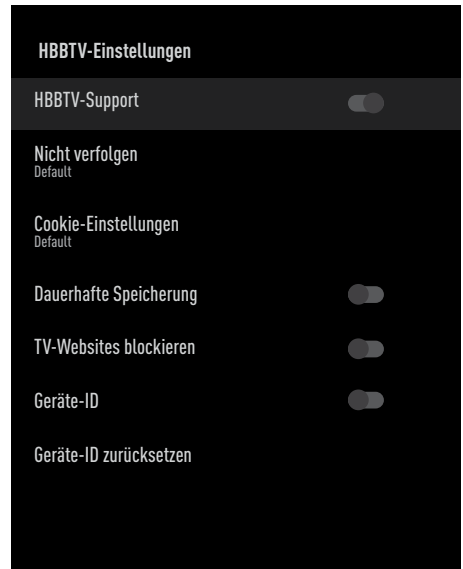 HBBTV-Einstellungen
HBBTV-Support
Nicht verfolgen
Default
Cookie-Einstellungen
Default
Dauerhafte Speicherung
TV-Websites blockieren
Geräte-ID
Geräte-ID zurücksetzen